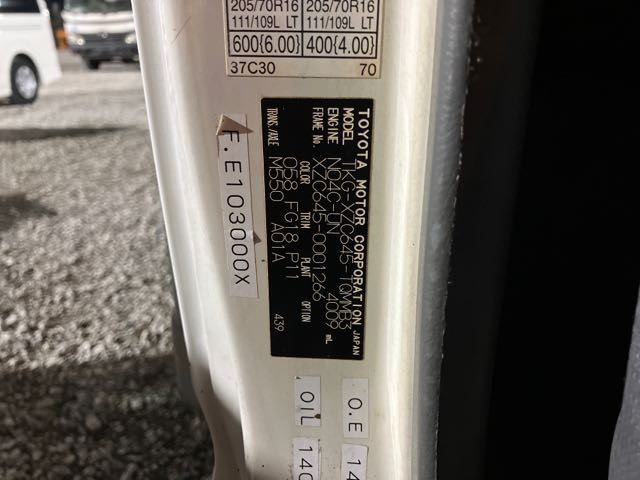 205/70R16 205/70R16
111/109L LT 111/109L LT
600{6.00} 400{4.00}
37C30 70
TOYOTA MOTOR CORPORATION JAPAN
MODEL TKG-XZC645-TQMMB3
ENGINE N04C-UN 4009 mL
FRAME No. XZC645-0001266
COLOR TRIM PLANT OPTION
058 FG18 P11
TRANS./AXLE M550 A01A 439
F.E103000X
O.E 14
OIL 140